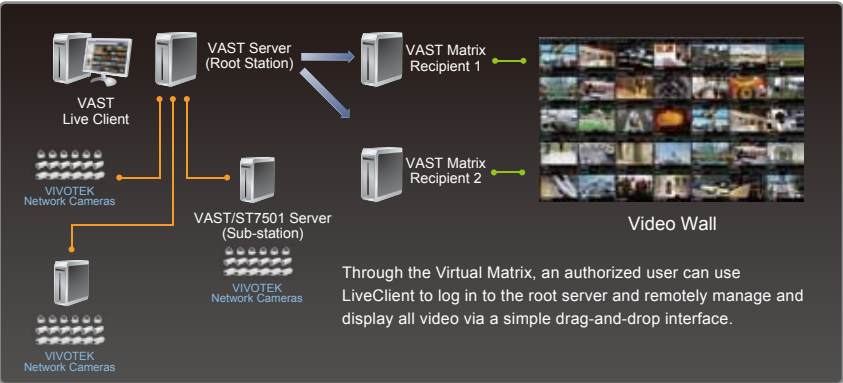 VAST Server
(Root Station)
VAST Matrix
Recipient 1
VAST
Live Client
VIVOTEK
Network Cameras
VAST Matrix
Recipient 2
VAST/ST7501 Server
(Sub-station)
Video Wall
VIVOTEK
Network Cameras
Through the Virtual Matrix, an authorized user can use
LiveClient to log in to the root server and remotely manage and
display all video via a simple drag-and-drop interface.
VIVOTEK
Network Cameras